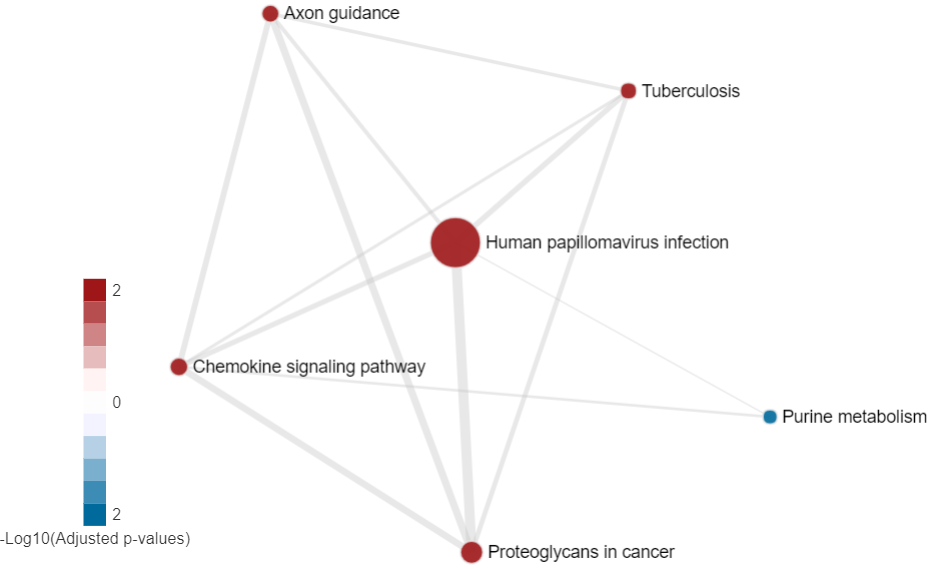 Axon guidance
Tuberculosis
Human papillomavirus infection
2
Chemokine signaling pathway
0
Purine metabolism
2
-Log10(Adjusted p-values)
Proteoglycans in cancer